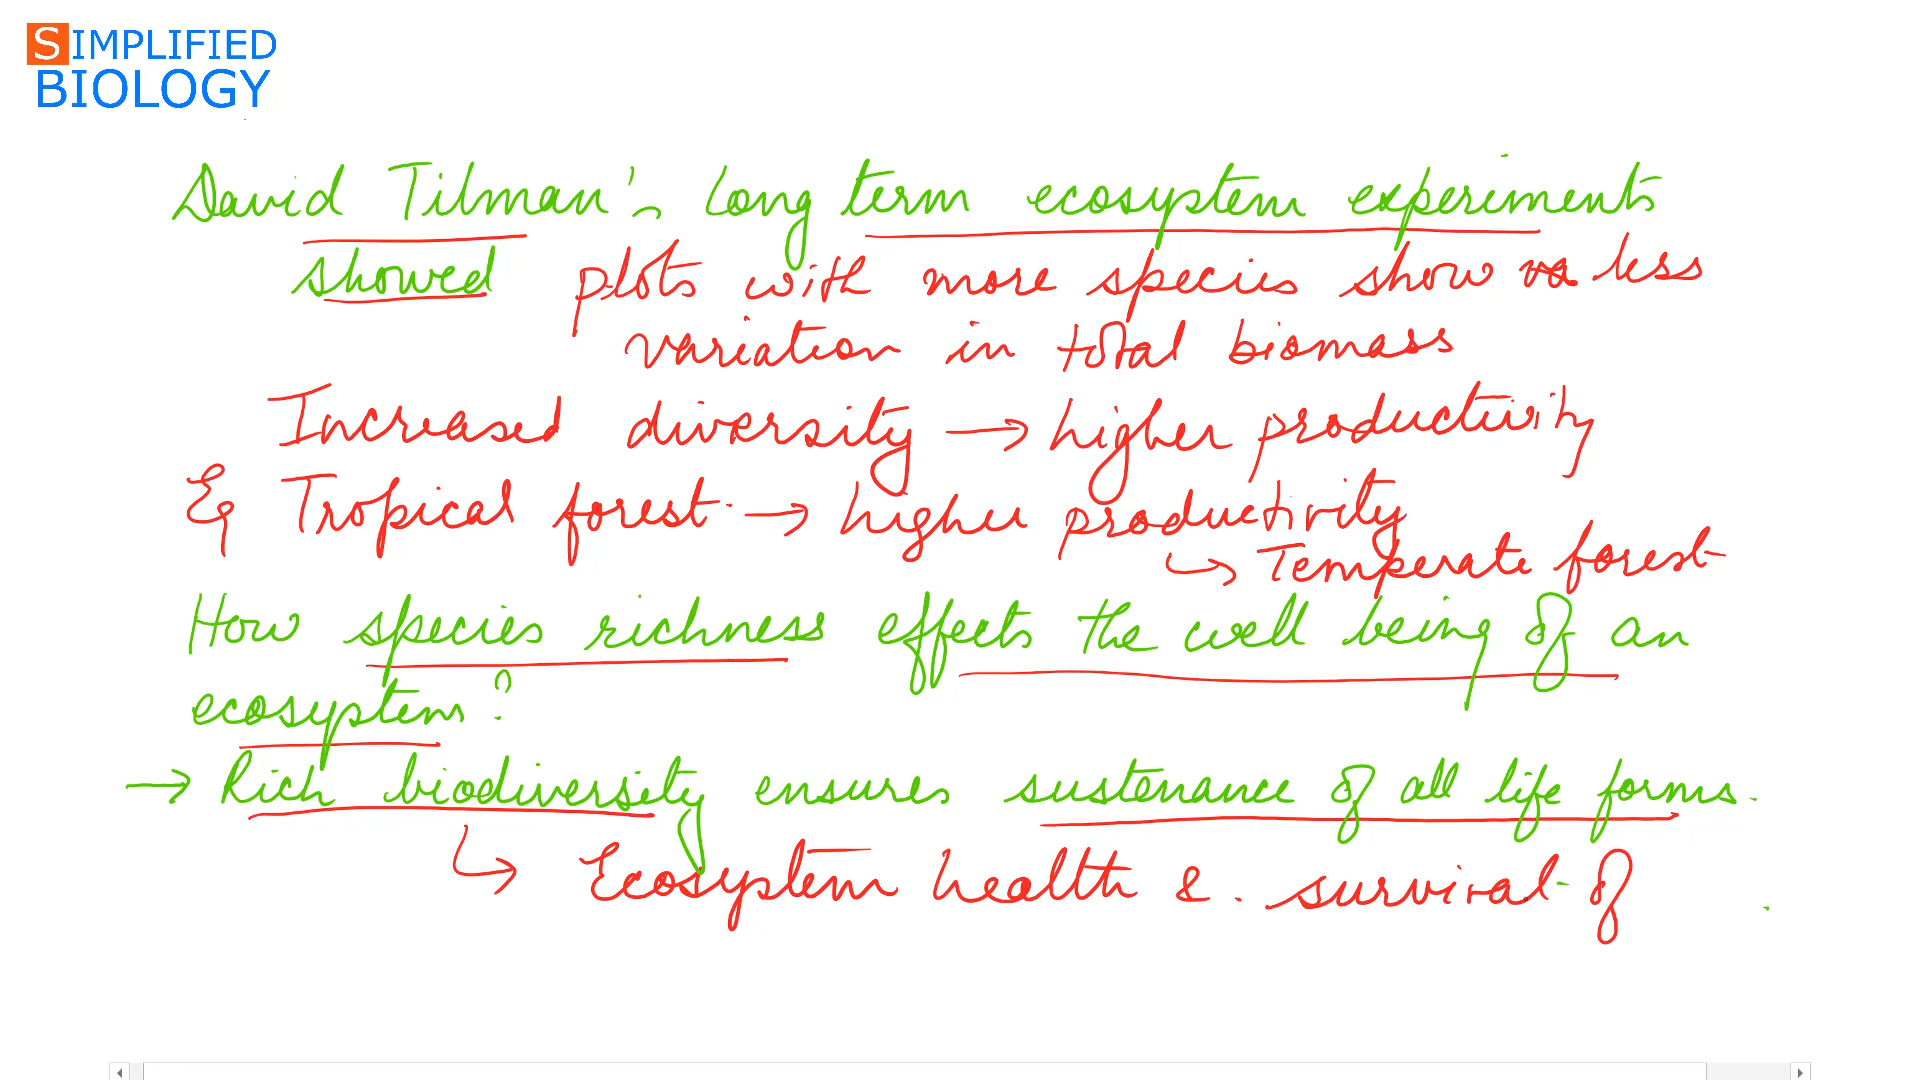 SIMPLIFIED
BIOLOGY
David Tilman's Long term ecosystem experiments
showed plots with more species show less
variation in total biomass
Increased diversity → higher productivity
Eg Tropical forest → higher productivity
↳ Temperate forest
How species richness effects the well being of an
ecosystem?
→ Rich biodiversity ensures sustenance of all life forms.
↳ Ecosystem health & survival of